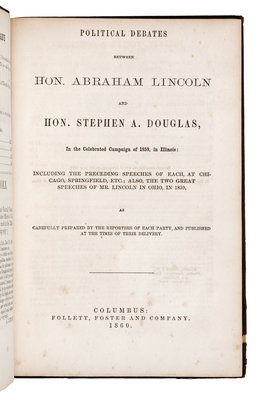 POLITICAL DEBATES
BETWEEN
HON. ABRAHAM LINCOLN
AND
HON. STEPHEN A. DOUGLAS,
In the Celebrated Campaign of 1858, in Illinois;
INCLUDING THE PRECEDING SPEECHES OF EACH, AT CHI-
CAGO, SPRINGFIELD, ETC.; ALSO, THE TWO GREAT
SPEECHES OF MR. LINCOLN IN OHIO, IN 1859,
AS
CAREFULLY PREPARED BY THE REPORTERS OF EACH PARTY, AND PUBLISHED
AT THE TIMES OF THEIR DELIVERY.
COLUMBUS:
FOLLETT, FOSTER AND COMPANY.
1860.